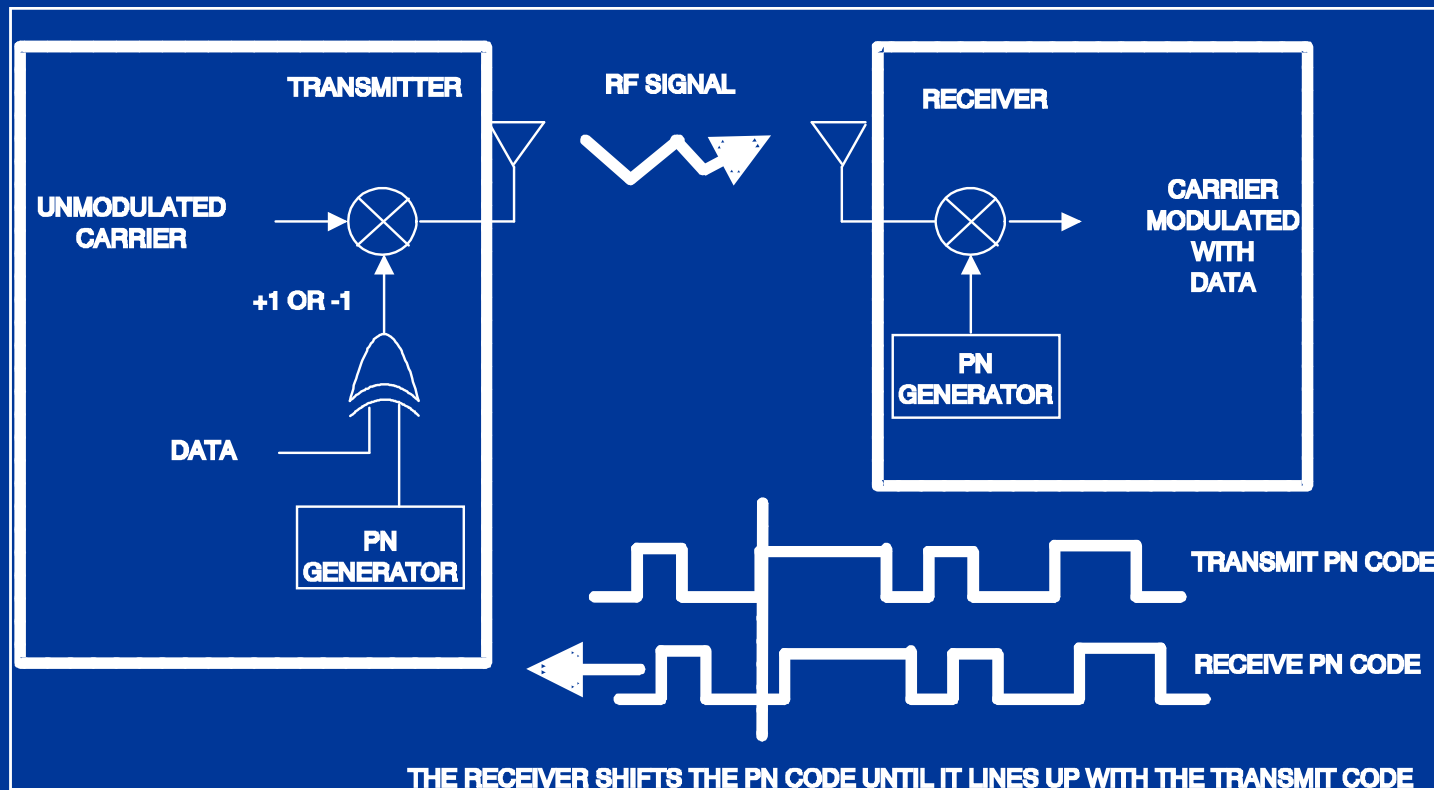 TRANSMITTER
RF SIGNAL
RECEIVER
UNMODULATED
CARRIER
CARRIER
MODULATED
WITH
DATA
+1 OR -1
PN
GENERATOR
DATA
PN
GENERATOR
TRANSMIT PN CODE
RECEIVE PN CODE
THE RECEIVER SHIFTS THE PN CODE UNTIL IT LINES UP WITH THE TRANSMIT CODE